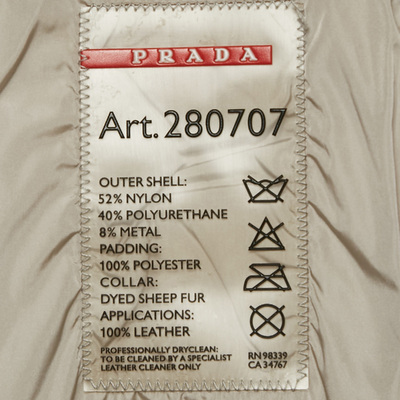 PRADA
Art. 280707
OUTER SHELL:
52% NYLON
40% POLYURETHANE
8% METAL
PADDING:
100% POLYESTER
COLLAR:
DYED SHEEP FUR
APPLICATIONS:
100% LEATHER
PROFESSIONALLY DRYCLEAN:
TO BE CLEANED BY A SPECIALIST
LEATHER CLEANER ONLY
RN 98339
CA 34767